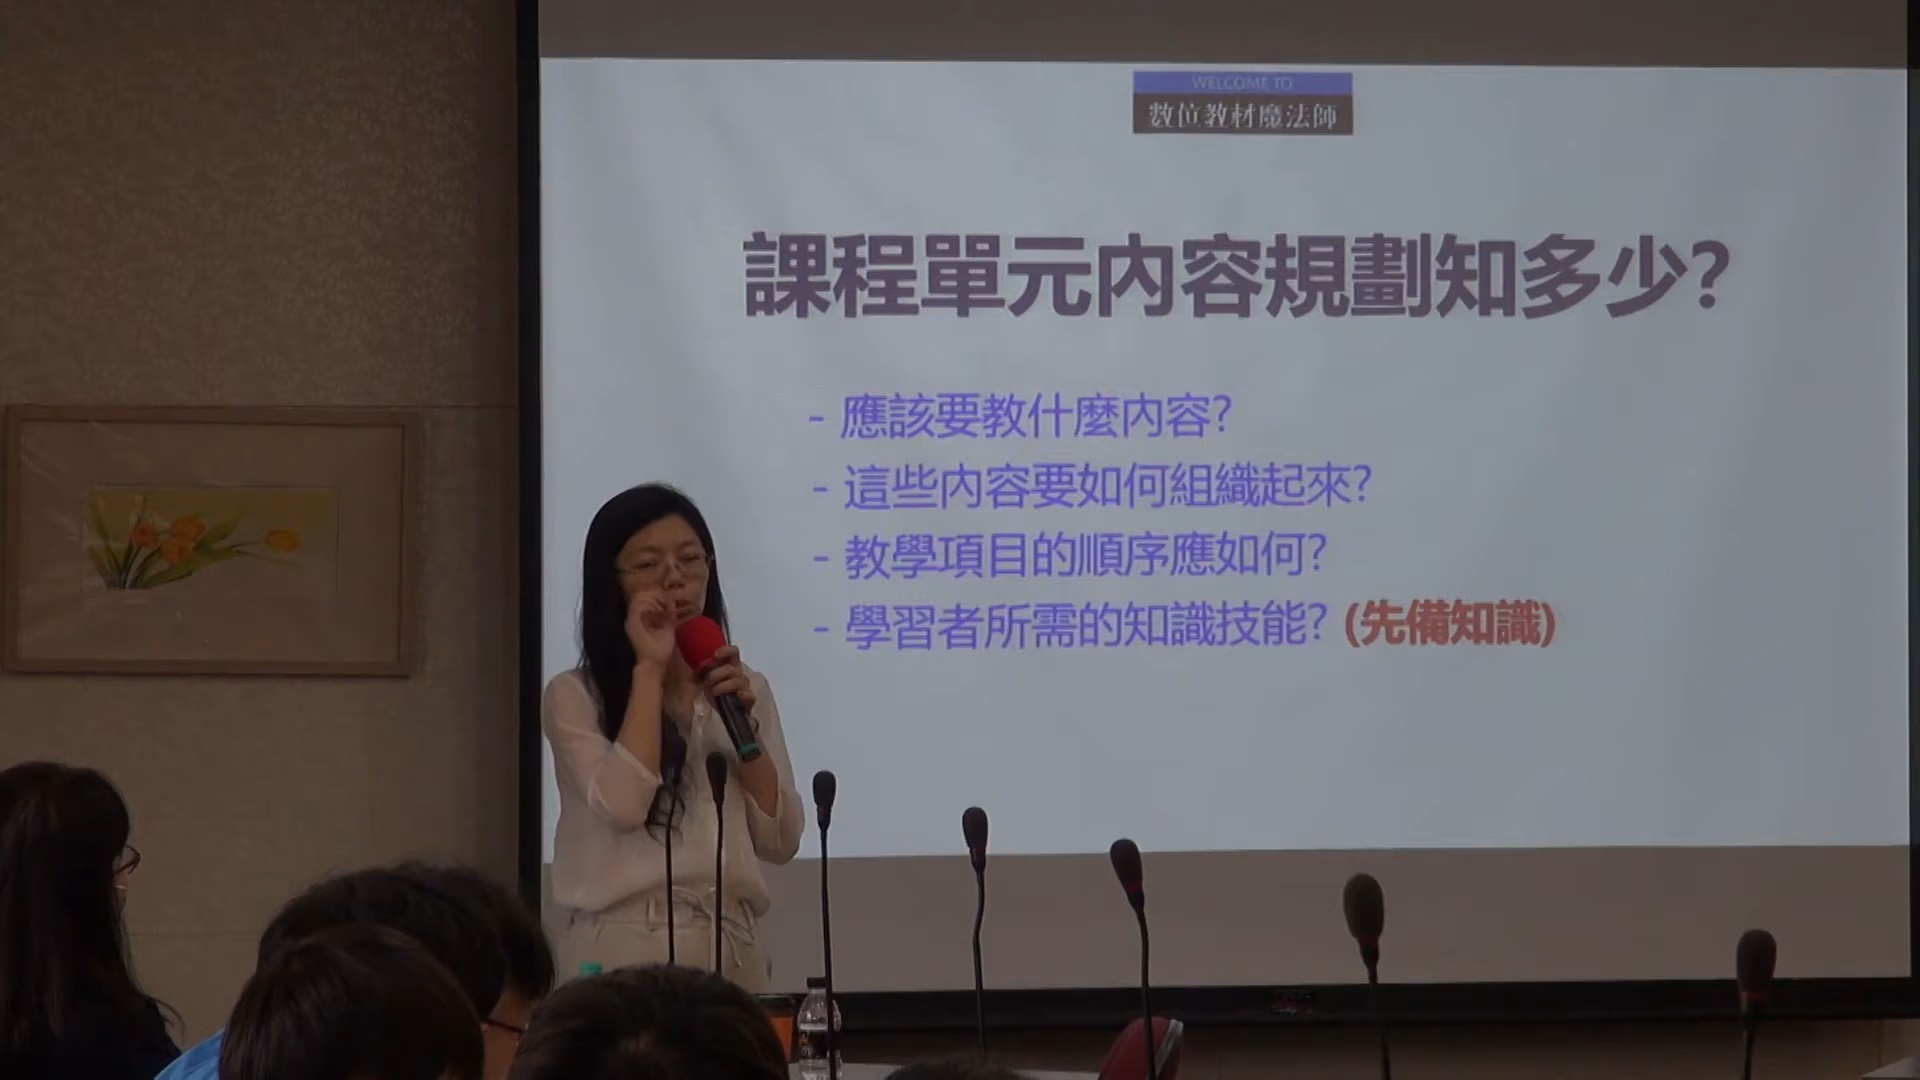 WELCOME TO
數位教材魔法師
課程單元內容規劃知多少?
- 應該要教什麼內容?
- 這些內容要如何組織起來?
- 教學項目的順序應如何?
- 學習者所需的知識技能? (先備知識)